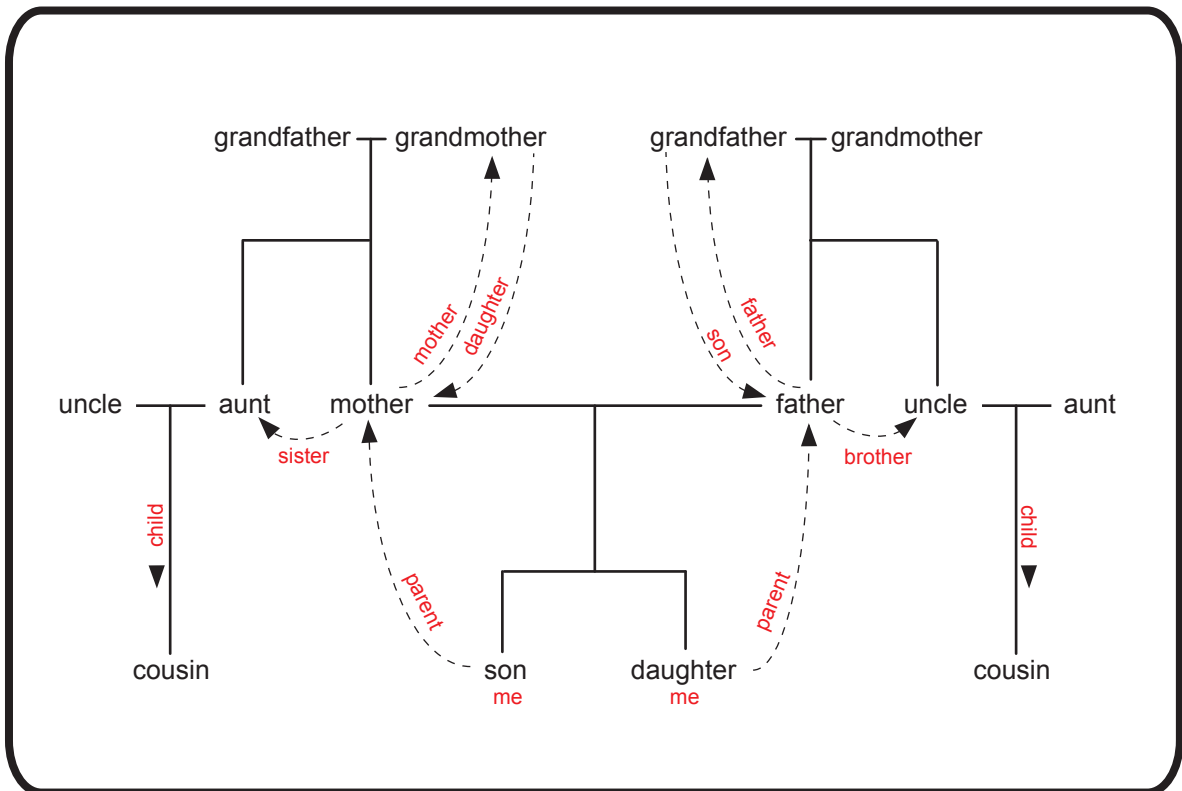 grandfather grandmother grandfather grandmother
mother
daughter
son
father
uncle aunt mother father uncle aunt
sister
brother
child
child
parent
parent
cousin son daughter cousin
me me